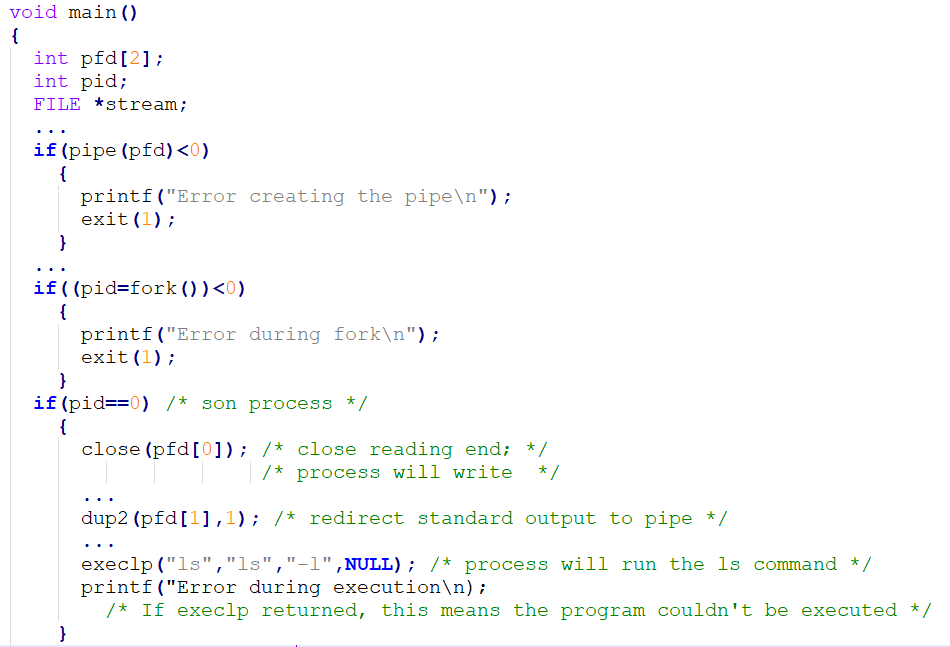 void main()
{
int pfd[2];
int pid;
FILE *stream;
...
if(pipe(pfd)<0)
{
printf("Error creating the pipe\n");
exit(1);
}
...
if((pid=fork())<0)
{
printf("Error during fork\n");
exit(1);
}
if(pid==0) /* son process */
{
close(pfd[0]); /* close reading end; */
/* process will write */
...
dup2(pfd[1],1); /* redirect standard output to pipe */
...
execlp("ls","ls","-l",NULL); /* process will run the ls command */
printf("Error during execution\n);
/* If execlp returned, this means the program couldn't be executed */
}